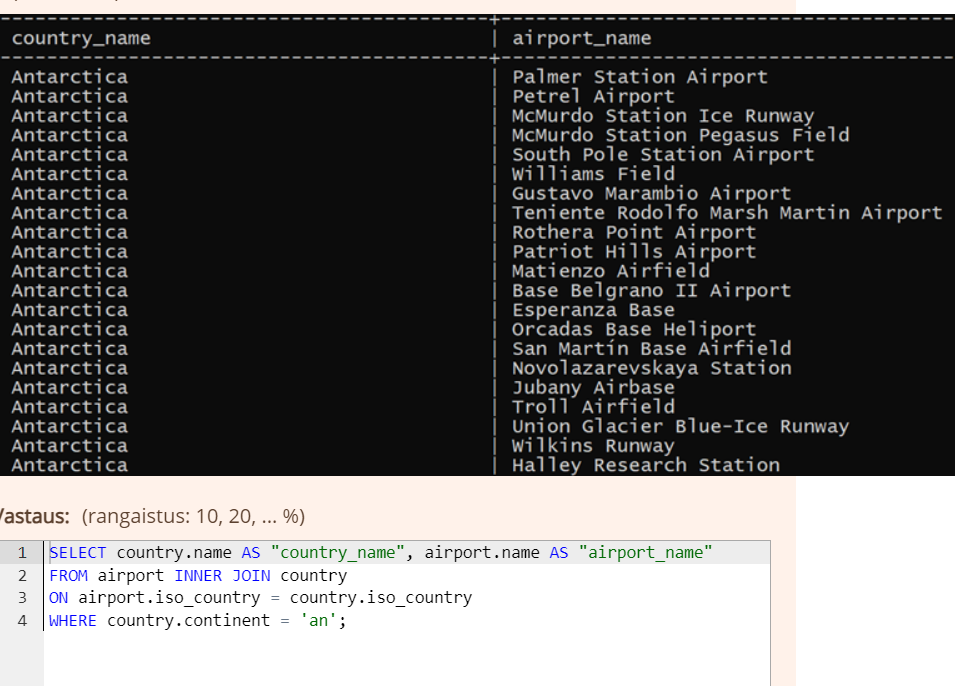 country_name | airport_name
Antarctica | Palmer Station Airport
Antarctica | Petrel Airport
Antarctica | McMurdo Station Ice Runway
Antarctica | McMurdo Station Pegasus Field
Antarctica | South Pole Station Airport
Antarctica | Williams Field
Antarctica | Gustavo Marambio Airport
Antarctica | Teniente Rodolfo Marsh Martin Airport
Antarctica | Rothera Point Airport
Antarctica | Patriot Hills Airport
Antarctica | Matienzo Airfield
Antarctica | Base Belgrano II Airport
Antarctica | Esperanza Base
Antarctica | Orcadas Base Heliport
Antarctica | San Martín Base Airfield
Antarctica | Novolazarevskaya Station
Antarctica | Jubany Airbase
Antarctica | Troll Airfield
Antarctica | Union Glacier Blue-Ice Runway
Antarctica | Wilkins Runway
Antarctica | Halley Research Station
/astaus: (rangaistus: 10, 20, ... %)
1 SELECT country.name AS "country_name", airport.name AS "airport_name"
2 FROM airport INNER JOIN country
3 ON airport.iso_country = country.iso_country
4 WHERE country.continent = 'an';